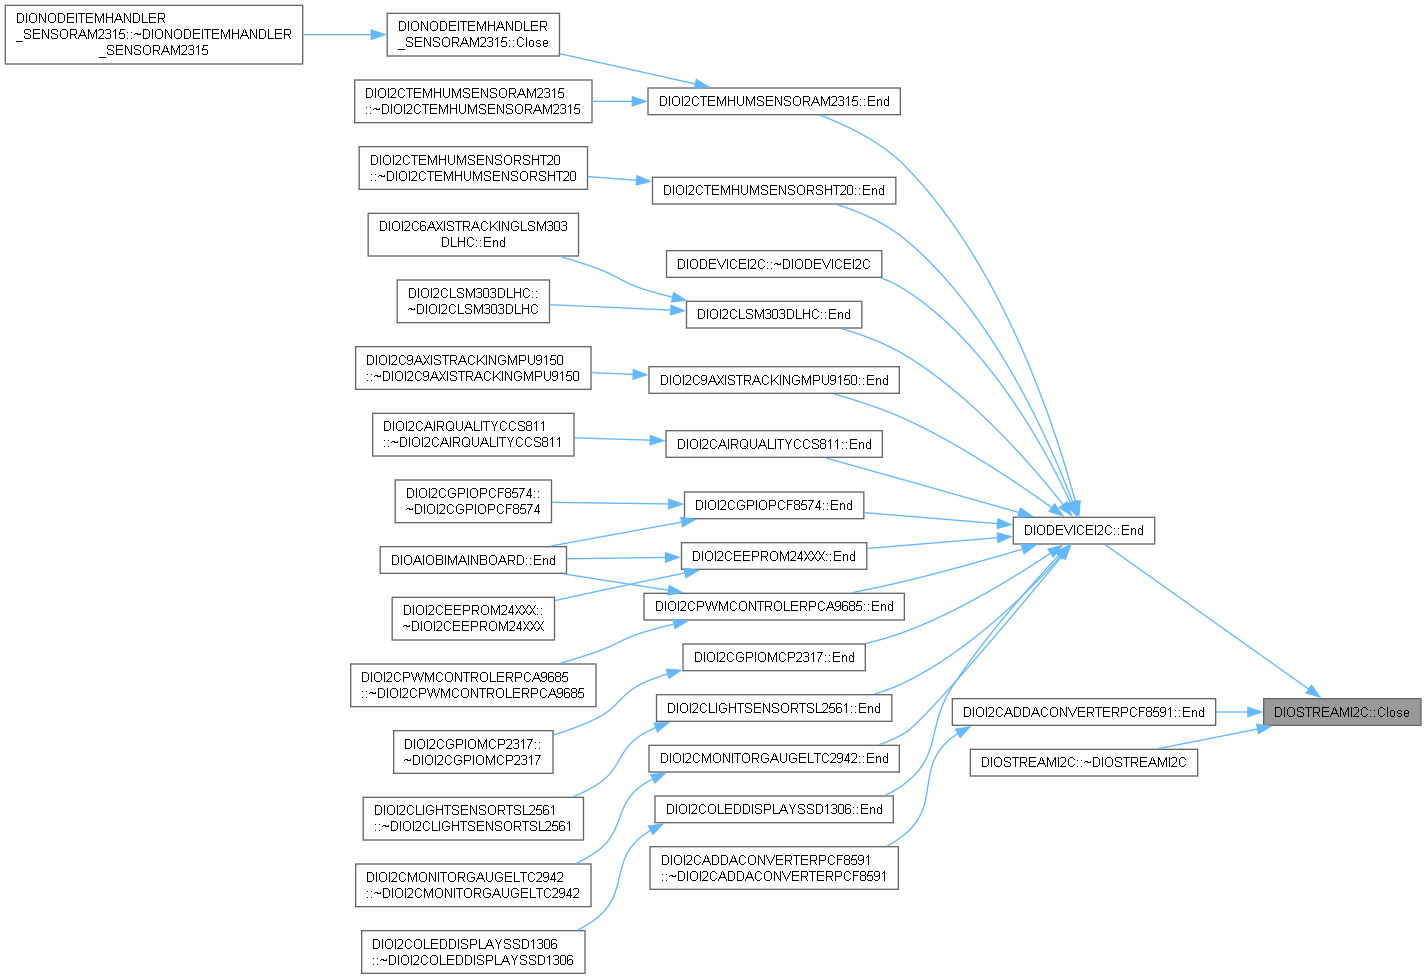 DIONODEITEMHANDLER
_SENSORAM2315::~DIONODEITEMHANDLER
_SENSORAM2315
DIONODEITEMHANDLER
_SENSORAM2315::Close
DIOI2CTEMHUMSENSORAM2315
::~DIOI2CTEMHUMSENSORAM2315
DIOI2CTEMHUMSENSORAM2315::End
DIOI2CTEMHUMSENSORSHT20
::~DIOI2CTEMHUMSENSORSHT20
DIOI2CTEMHUMSENSORSHT20::End
DIOI2C6AXISTRACKINGLSM303
DLHC::End
DIODEVICEI2C::~DIODEVICEI2C
DIOI2CLSM303DLHC::
~DIOI2CLSM303DLHC
DIOI2CLSM303DLHC::End
DIOI2C9AXISTRACKINGMPU9150
::~DIOI2C9AXISTRACKINGMPU9150
DIOI2C9AXISTRACKINGMPU9150::End
DIOI2CAIRQUALITYCCS811
::~DIOI2CAIRQUALITYCCS811
DIOI2CAIRQUALITYCCS811::End
DIOI2CGPIOPCF8574::
~DIOI2CGPIOPCF8574
DIOI2CGPIOPCF8574::End
DIODEVICEI2C::End
DIOAIOBIMAINBOARD::End
DIOI2CEEPROM24XXX::End
DIOI2CEEPROM24XXX::
~DIOI2CEEPROM24XXX
DIOI2CPWMCONTROLERPCA9685::End
DIOI2CPWMCONTROLERPCA9685
::~DIOI2CPWMCONTROLERPCA9685
DIOI2CGPIOMCP2317::End
DIOI2CLIGHTSENSORTSL2561::End
DIOI2CADDACONVERTERPCF8591::End
DIOSTREAMI2C::Close
DIOI2CGPIOMCP2317::
~DIOI2CGPIOMCP2317
DIOI2CMONITORGAUGELTC2942::End
DIOSTREAMI2C::~DIOSTREAMI2C
DIOI2CLIGHTSENSORTSL2561
::~DIOI2CLIGHTSENSORTSL2561
DIOI2COLEDDISPLAYSSD1306::End
DIOI2CADDACONVERTERPCF8591
::~DIOI2CADDACONVERTERPCF8591
DIOI2CMONITORGAUGELTC2942
::~DIOI2CMONITORGAUGELTC2942
DIOI2COLEDDISPLAYSSD1306
::~DIOI2COLEDDISPLAYSSD1306